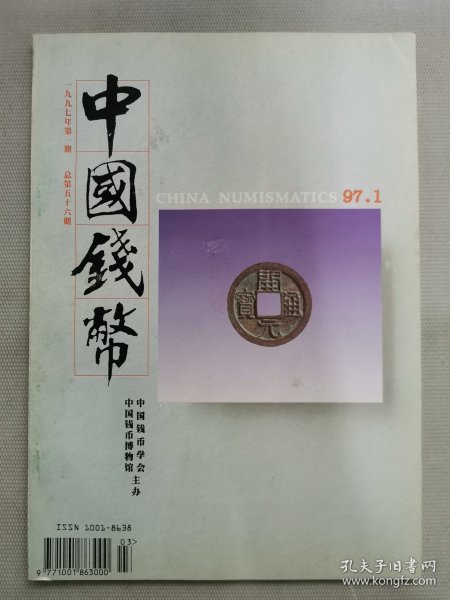 一九九七年第一期 总第五十六期
中國錢幣
CHINA NUMISMATICS 97.1
開元通寳
中国钱币学会
中国钱币博物馆
主办
ISSN 1001-8638
03>
9 771001 863000
孔夫子旧书网
www.kongfz.com